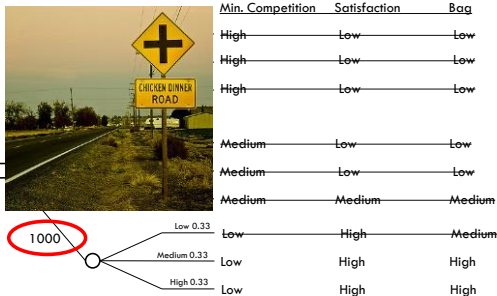 Min. Competition Satisfaction Bag
High Low Low
High Low Low
High Low Low
CHICKEN DINNER
ROAD
Medium Low Low
Medium Low Low
Medium Medium Medium
1000
Low 0.33 Low High Medium
Medium 0.33 Low High High
High 0.33 Low High High